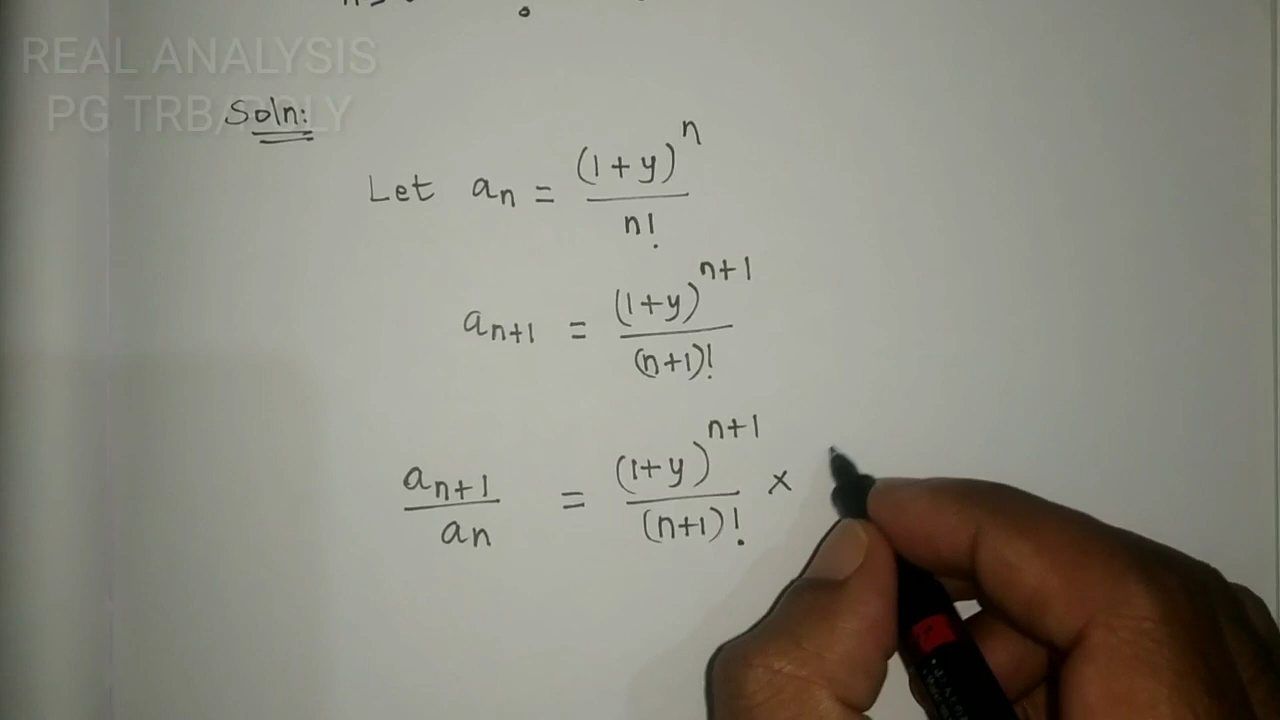 REAL ANALYSIS
PG TRB/POLY
Soln:
Let aₙ = (1+y)ⁿ / n!
aₙ₊₁ = (1+y)ⁿ⁺¹ / (n+1)!
aₙ₊₁ / aₙ = (1+y)ⁿ⁺¹ / (n+1)! ×